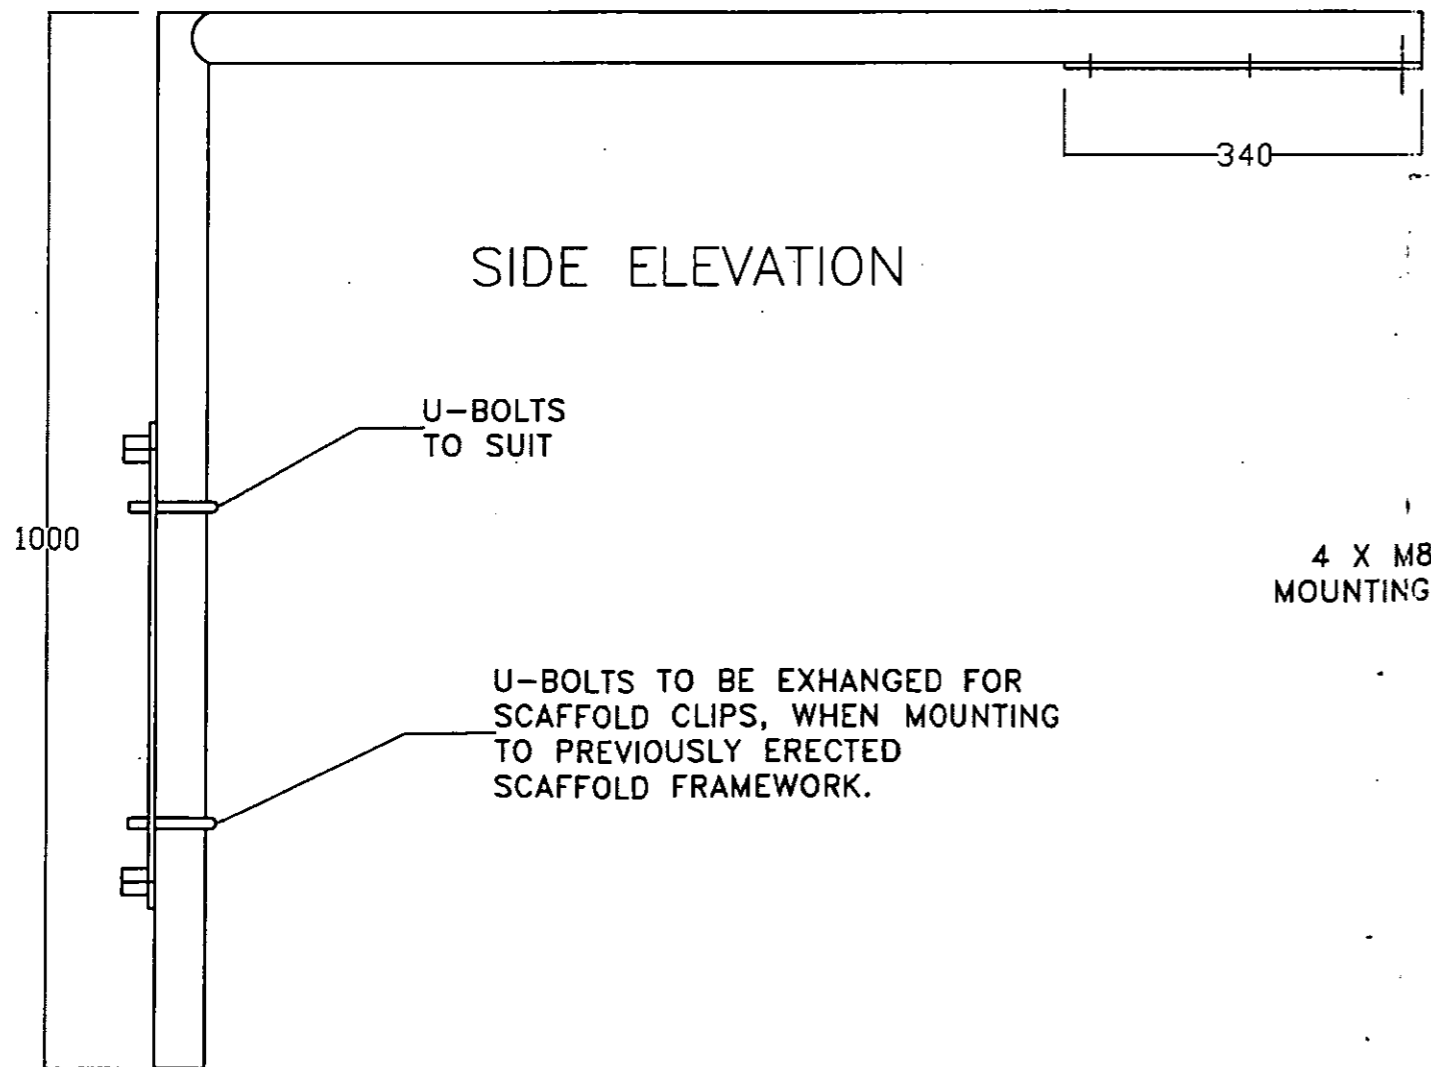 340
SIDE ELEVATION
U-BOLTS
TO SUIT
1000
4 X M8
MOUNTING
U-BOLTS TO BE EXHANGED FOR
SCAFFOLD CLIPS, WHEN MOUNTING
TO PREVIOUSLY ERECTED
SCAFFOLD FRAMEWORK.